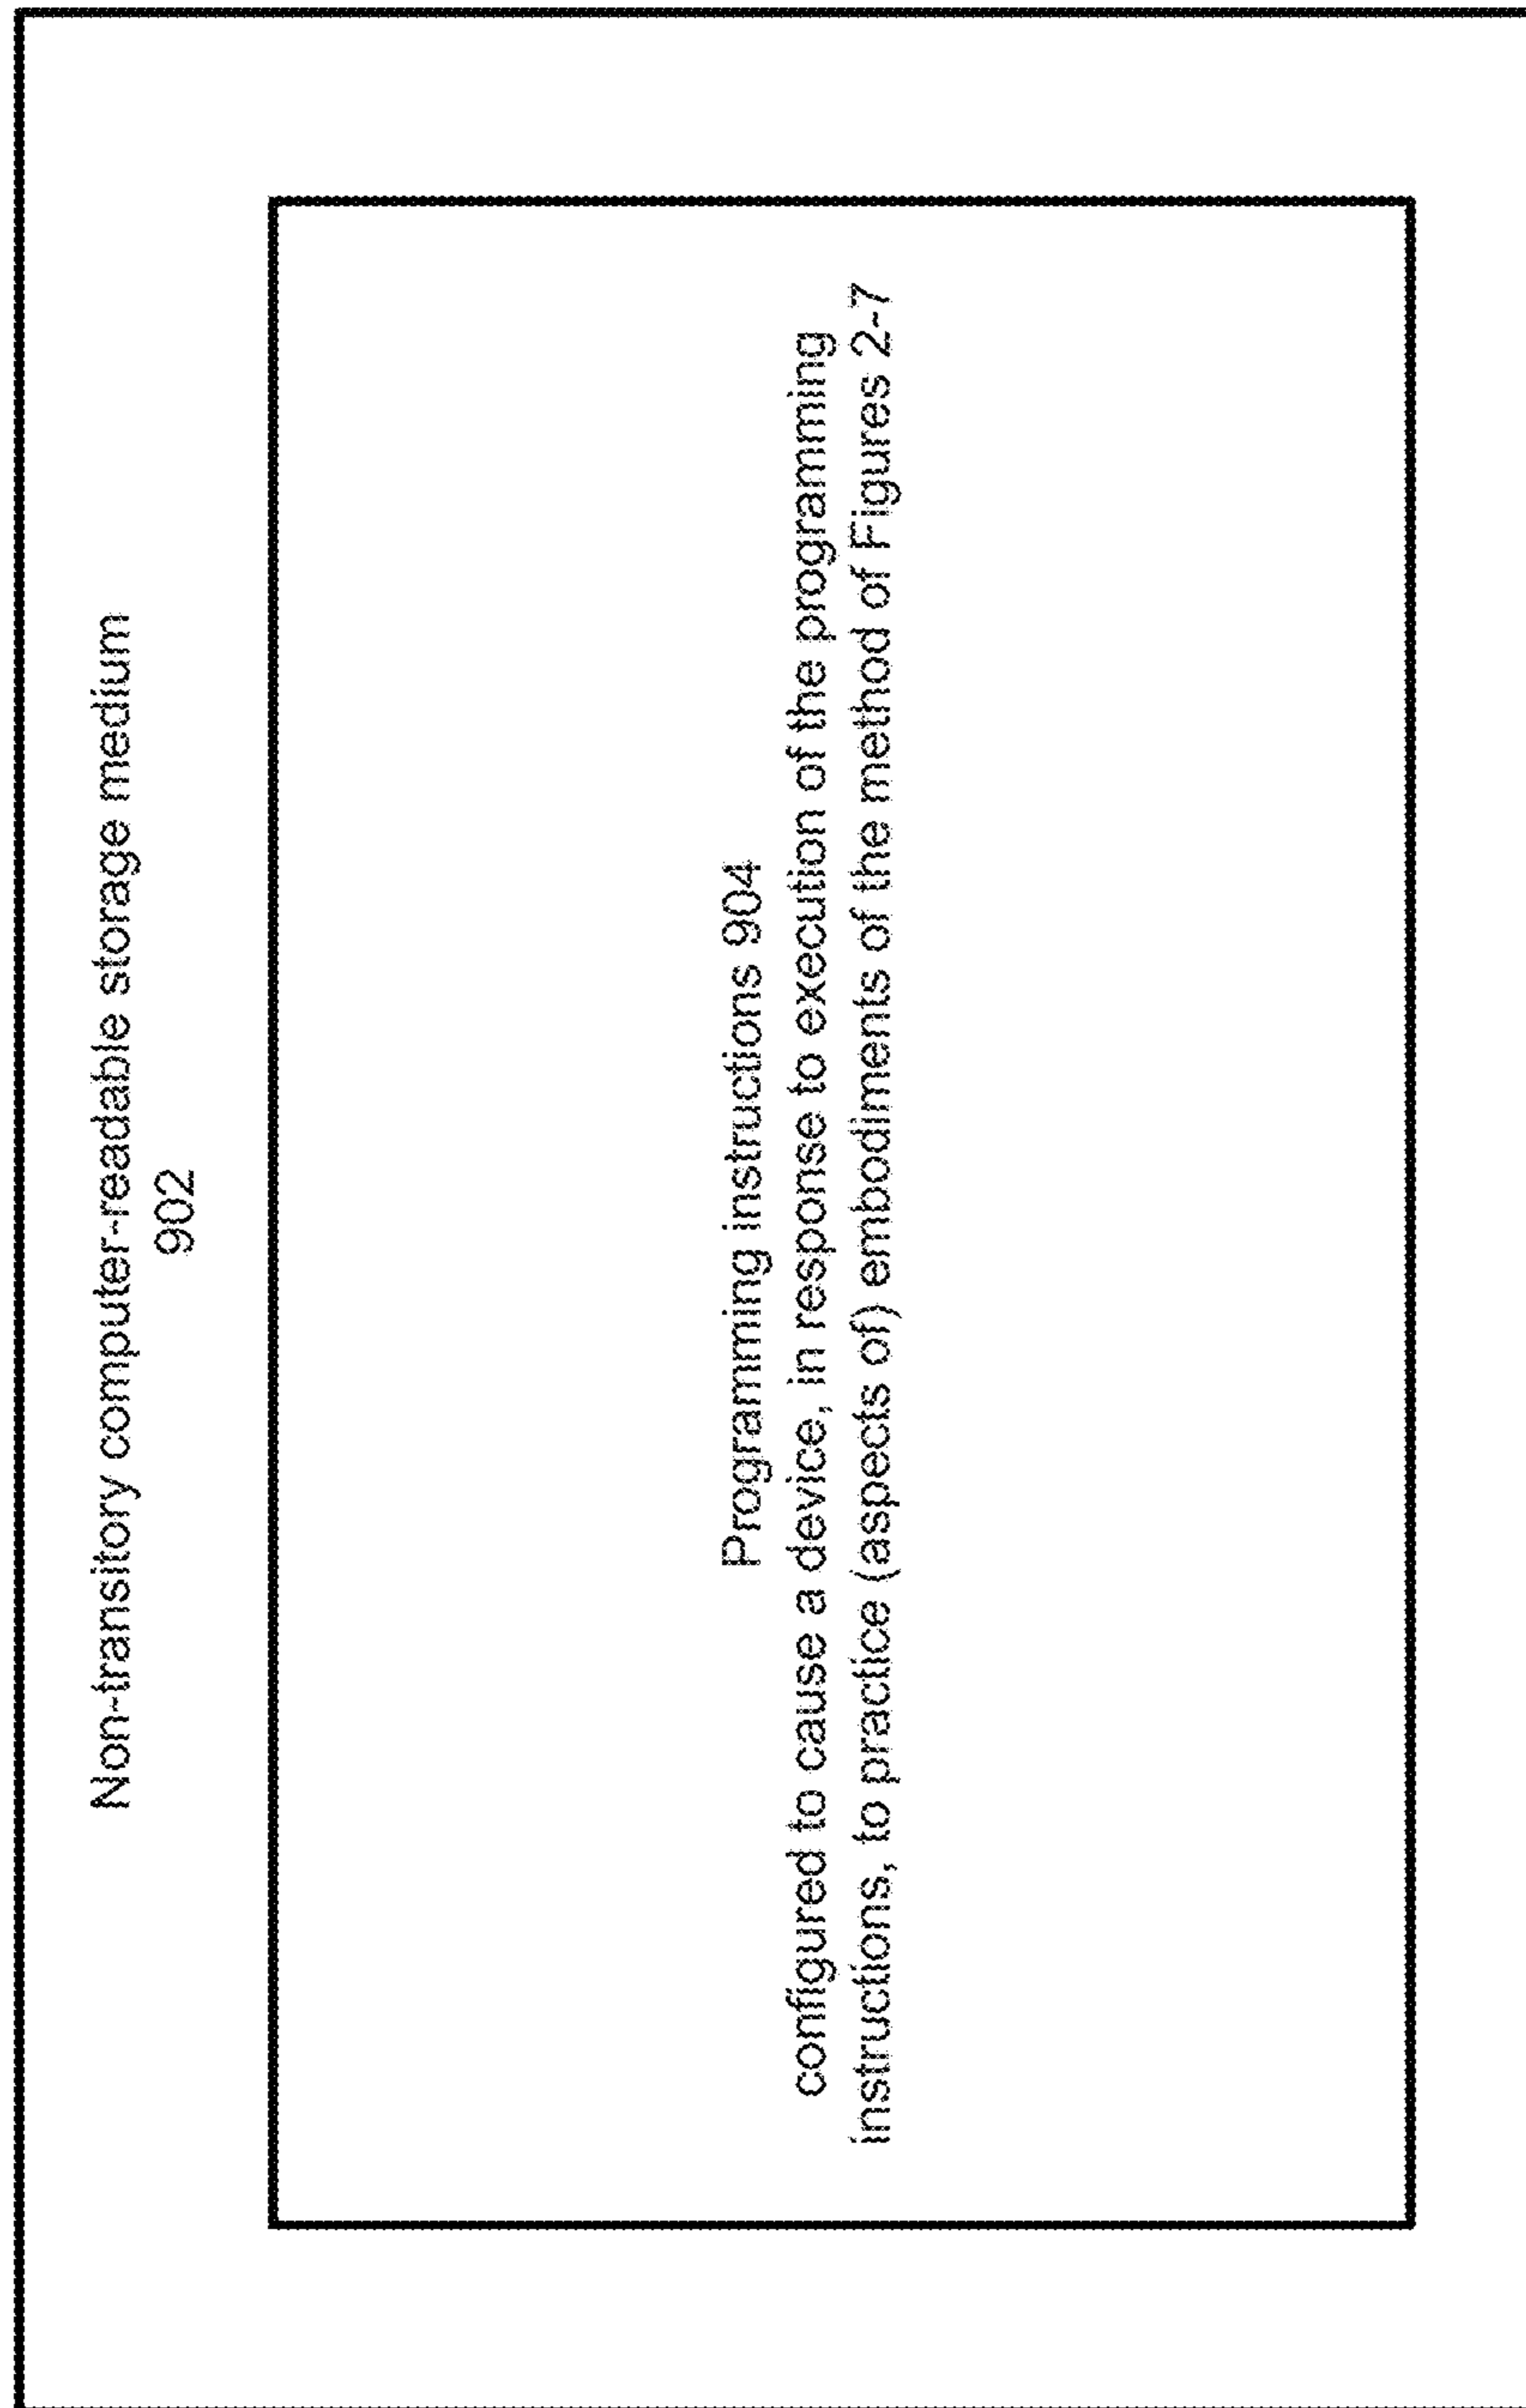 Non-transitory computer-readable storage medium
902
Programming instructions 904
configured to cause a device, in response to execution of the programming
instructions, to practice (aspects of) embodiments of the method of Figures 2-7